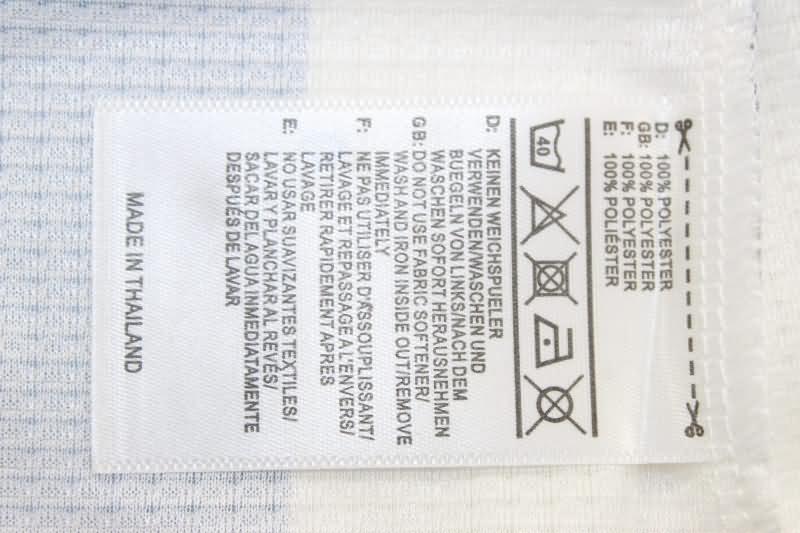 D: 100% POLYESTER
GB: 100% POLYESTER
F: 100% POLYESTER
E: 100% POLIÉSTER
40
D: KEINEN WEICHSPUELER
VERWENDEN/WASCHEN UND
BUEGELN VON LINKS/NACH DEM
WASCHEN SOFORT HERAUSNEHMEN
GB: DO NOT USE FABRIC SOFTENER/
WASH AND IRON INSIDE OUT/REMOVE
IMMEDIATELY
F: NE PAS UTILISER D'ASSOUPLISSANT/
LAVAGE ET REPASSAGE A L'ENVERS/
RETIRER RAPIDEMENT APRES
LAVAGE
E: NO USAR SUAVIZANTES TEXTILES/
LAVAR Y PLANCHAR AL REVÉS/
SACAR DEL AGUA INMEDIATAMENTE
DESPUÉS DE LAVAR
MADE IN THAILAND